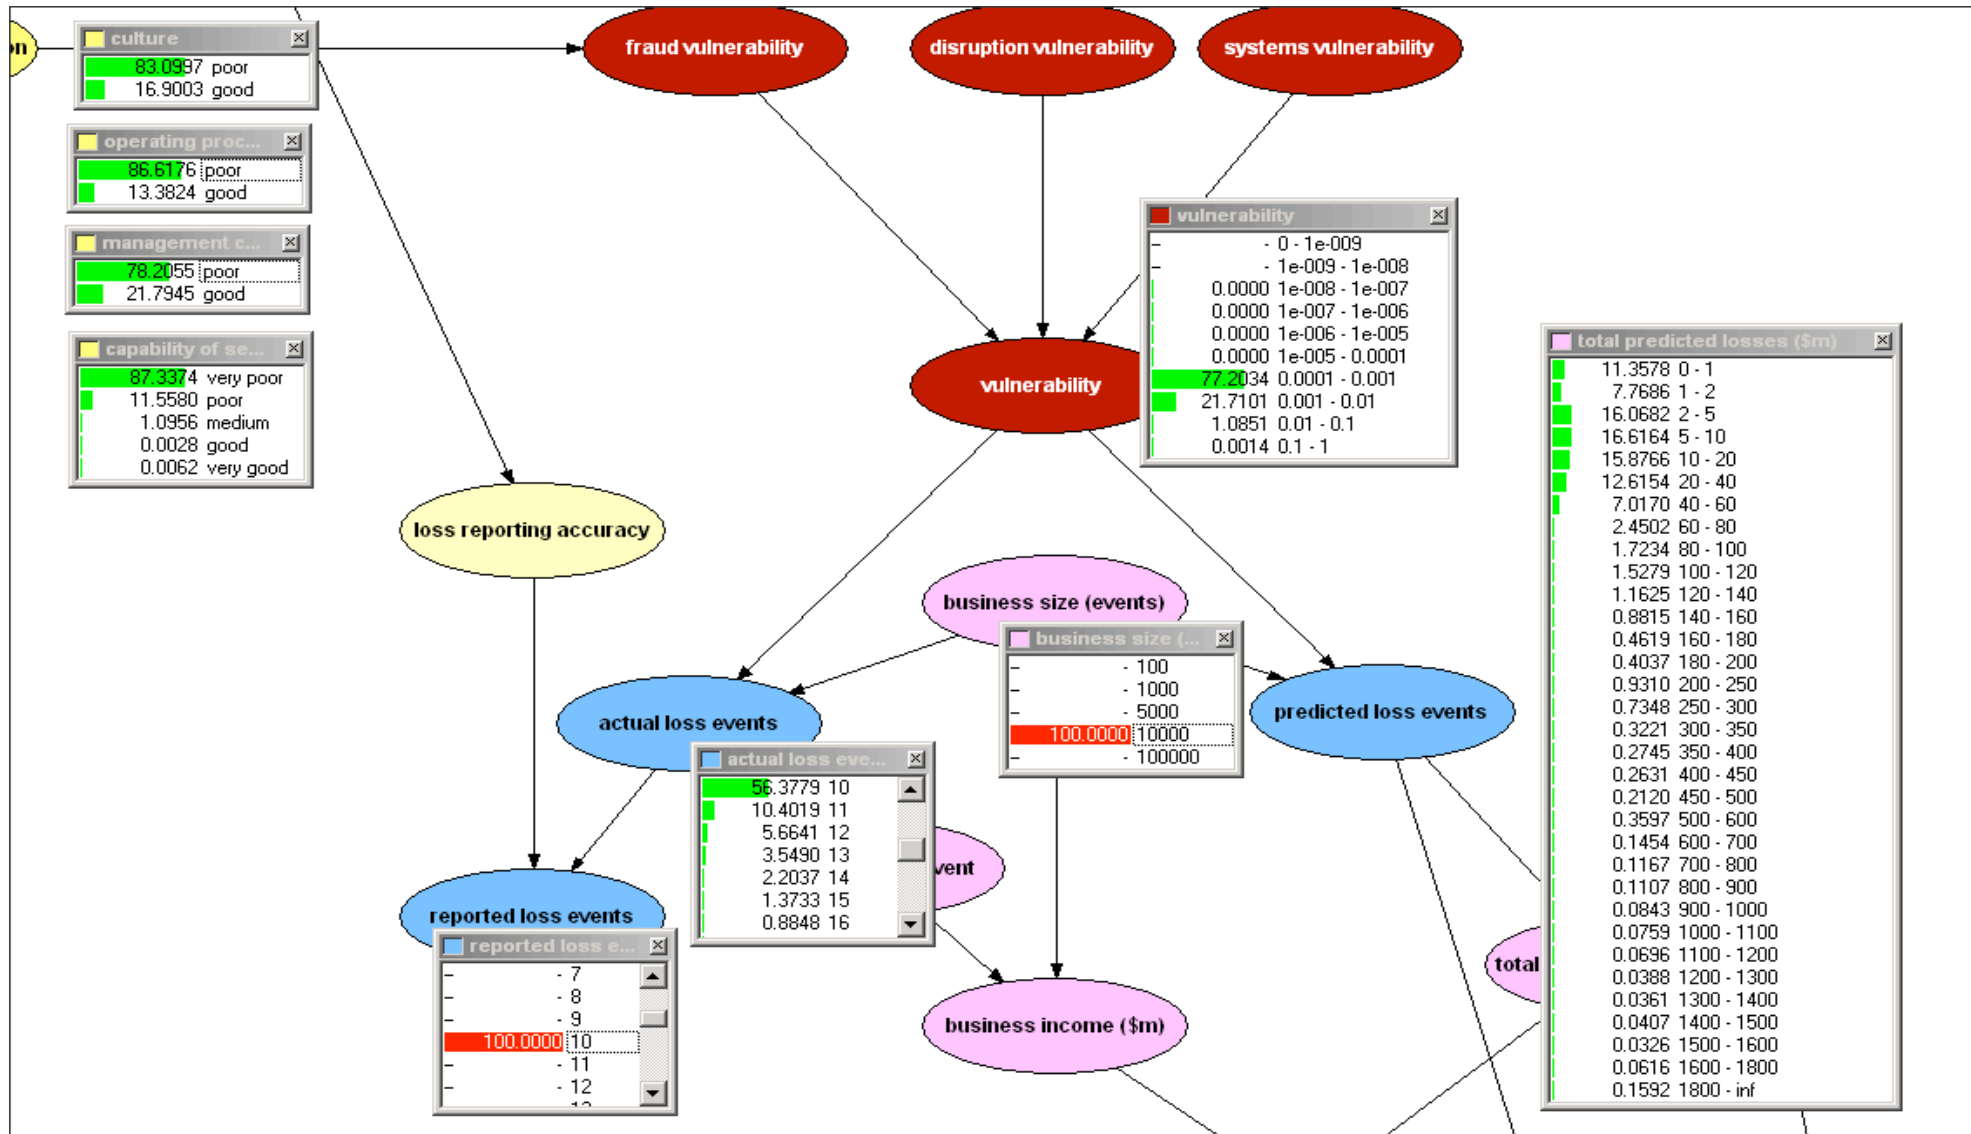 on
culture
83.0997 poor
16.9003 good
operating proc...
86.6176 poor
13.3824 good
management c...
78.2055 poor
21.7945 good
capability of se...
87.3374 very poor
11.5580 poor
1.0956 medium
0.0028 good
0.0062 very good
fraud vulnerability
disruption vulnerability
systems vulnerability
vulnerability
- 0 - 1e-009
- 1e-009 - 1e-008
0.0000 1e-008 - 1e-007
0.0000 1e-007 - 1e-006
0.0000 1e-006 - 1e-005
0.0000 1e-005 - 0.0001
77.2034 0.0001 - 0.001
21.7101 0.001 - 0.01
1.0851 0.01 - 0.1
0.0014 0.1 - 1
vulnerability
loss reporting accuracy
business size (events)
business size (...
- 100
- 1000
- 5000
100.0000 10000
- 100000
actual loss events
predicted loss events
actual loss eve...
56.3779 10
10.4019 11
5.6641 12
3.5490 13
2.2037 14
1.3733 15
0.8848 16
vent
reported loss events
reported loss e...
- 7
- 8
- 9
100.0000 10
- 11
- 12
business income ($m)
total
total predicted losses ($m)
11.3578 0 - 1
7.7686 1 - 2
16.0682 2 - 5
16.6164 5 - 10
15.8766 10 - 20
12.6154 20 - 40
7.0170 40 - 60
2.4502 60 - 80
1.7234 80 - 100
1.5279 100 - 120
1.1625 120 - 140
0.8815 140 - 160
0.4619 160 - 180
0.4037 180 - 200
0.9310 200 - 250
0.7348 250 - 300
0.3221 300 - 350
0.2745 350 - 400
0.2631 400 - 450
0.2120 450 - 500
0.3597 500 - 600
0.1454 600 - 700
0.1167 700 - 800
0.1107 800 - 900
0.0843 900 - 1000
0.0759 1000 - 1100
0.0696 1100 - 1200
0.0388 1200 - 1300
0.0361 1300 - 1400
0.0407 1400 - 1500
0.0326 1500 - 1600
0.0616 1600 - 1800
0.1592 1800 - inf